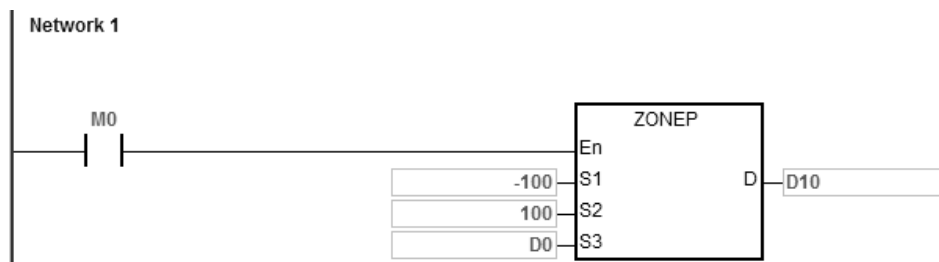 Network 1
M0
ZONEP
En
-100 S1 D D10
100 S2
D0 S3